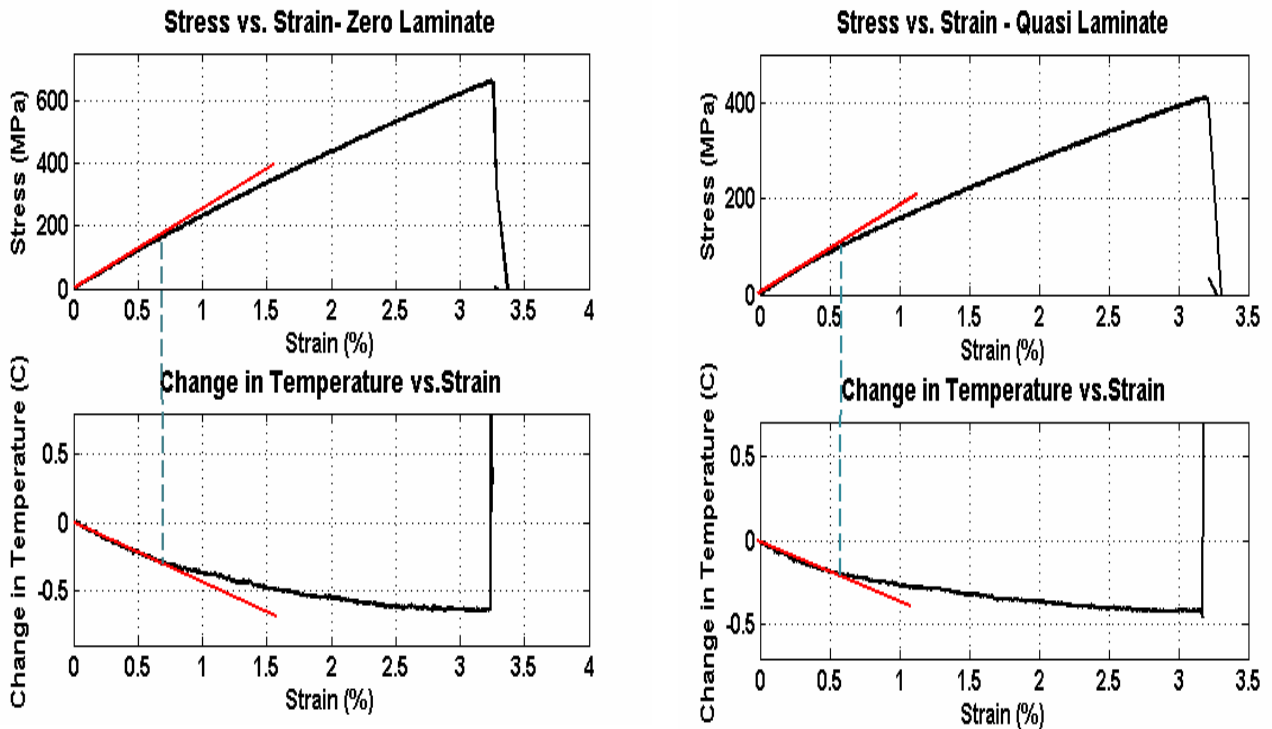 Stress vs. Strain- Zero Laminate
Stress (MPa)
600
400
200
0
0 0.5 1 1.5 2 2.5 3 3.5 4
Strain (%)
Change in Temperature vs.Strain
Change in Temperature (C)
0.5
0
-0.5
0 0.5 1 1.5 2 2.5 3 3.5 4
Strain (%)
Stress vs. Strain - Quasi Laminate
Stress (MPa)
400
200
0
0 0.5 1 1.5 2 2.5 3 3.5
Strain (%)
Change in Temperature vs.Strain
Change in Temperature (C)
0.5
0
-0.5
0 0.5 1 1.5 2 2.5 3 3.5
Strain (%)